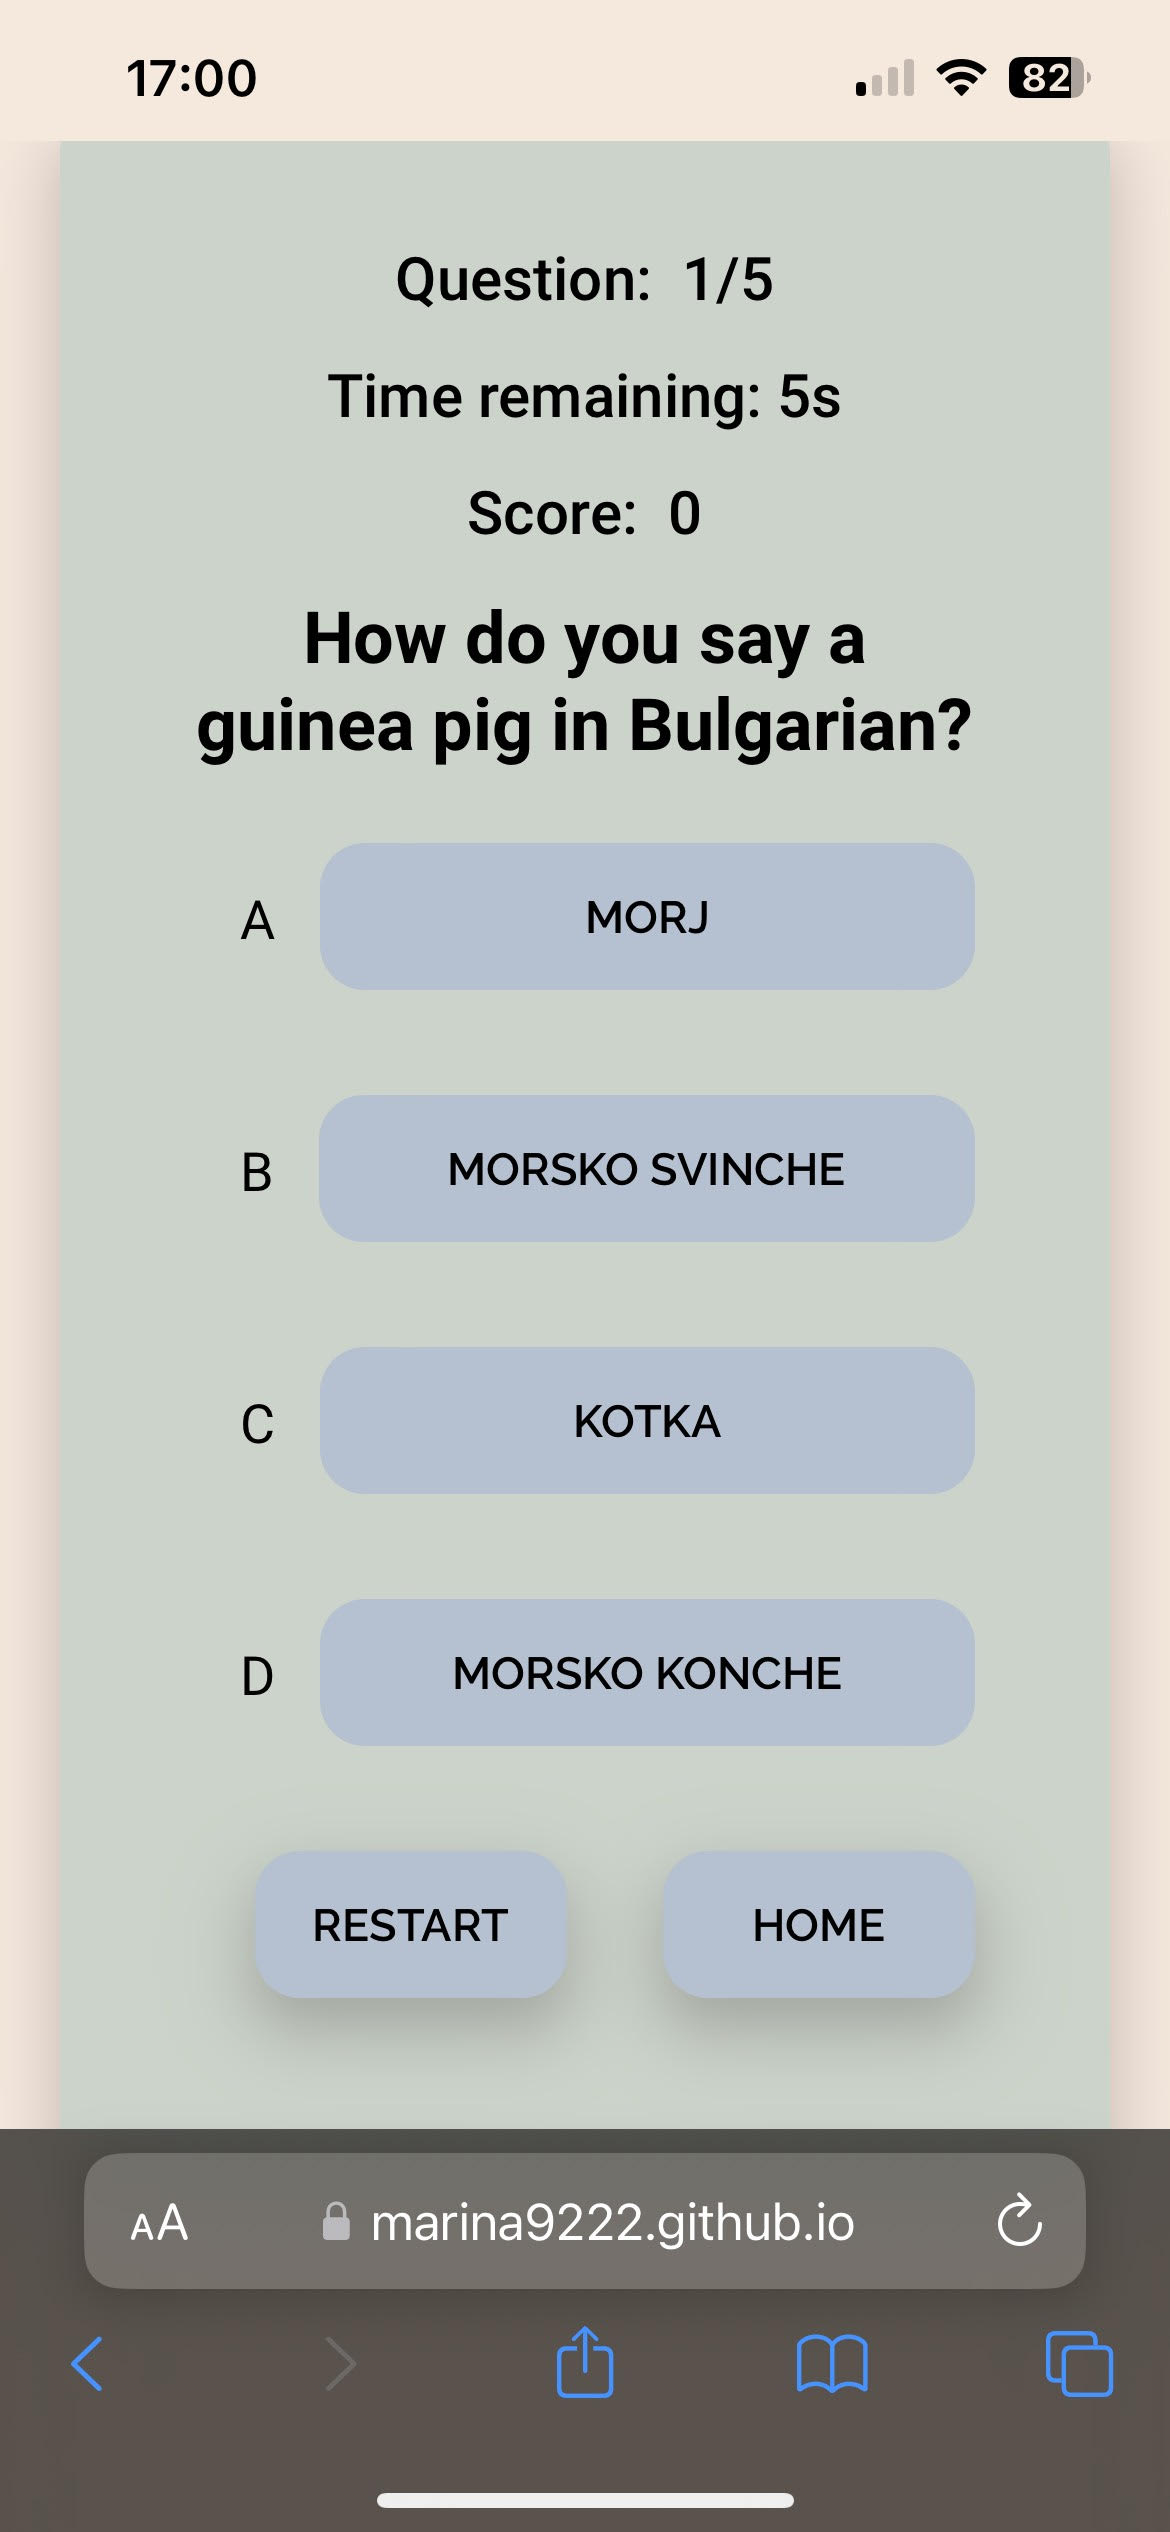 17:00
82
Question: 1/5
Time remaining: 5s
Score: 0
How do you say a
guinea pig in Bulgarian?
A MORJ
B MORSKO SVINCHE
C KOTKA
D MORSKO KONCHE
RESTART HOME
AA marina9222.github.io